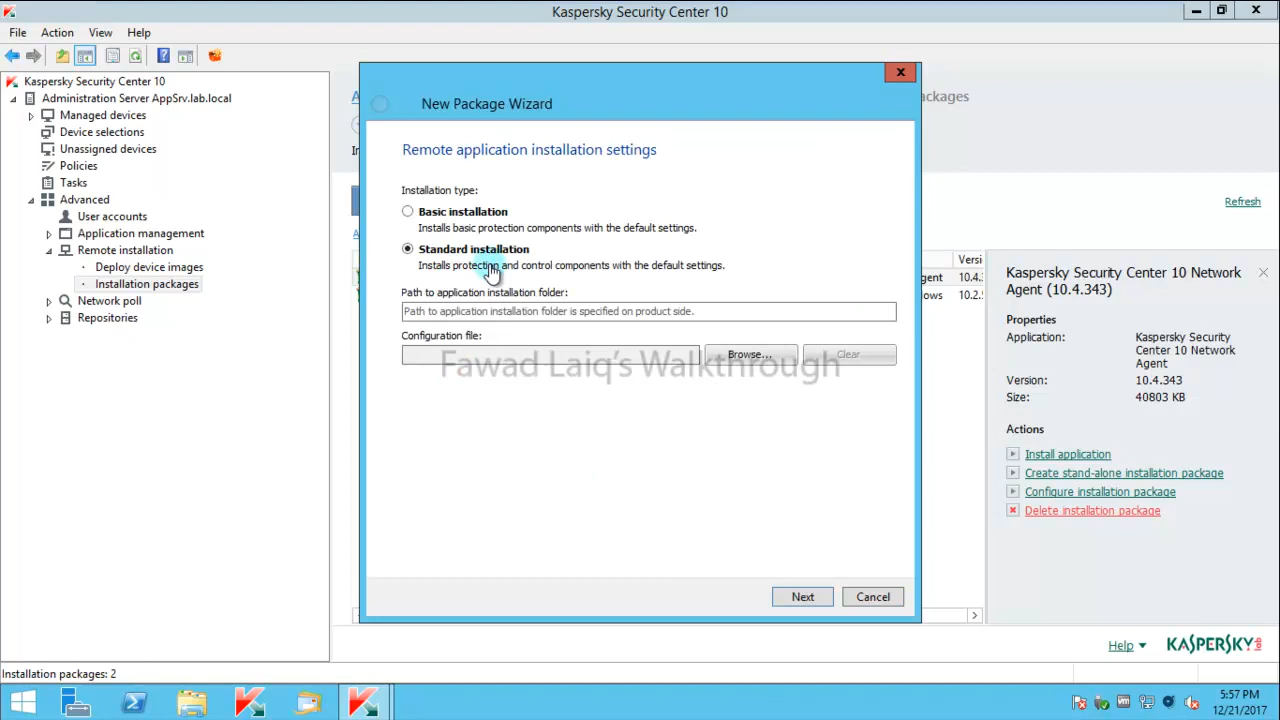 Kaspersky Security Center 10
File Action View Help
Kaspersky Security Center 10
Administration Server AppSrv.lab.local
Managed devices
Device selections
Unassigned devices
Policies
Tasks
Advanced
User accounts
Application management
Remote installation
Deploy device images
Installation packages
Network poll
Repositories
New Package Wizard
Remote application installation settings
Installation type:
Basic installation
Installs basic protection components with the default settings.
Standard installation
Installs protection and control components with the default settings.
Path to application installation folder:
Path to application installation folder is specified on product side.
Configuration file:
Browse... Clear
Fawad Laiq's Walkthrough
Next Cancel
ackages
Refresh
Versi
gent 10.4.
lows 10.2.
Kaspersky Security Center 10 Network
Agent (10.4.343)
Properties
Application: Kaspersky Security
Center 10 Network
Agent
Version: 10.4.343
Size: 40803 KB
Actions
Install application
Create stand-alone installation package
Configure installation package
Delete installation package
Help KASPERSKY lab
Installation packages: 2
5:57 PM
12/21/2017